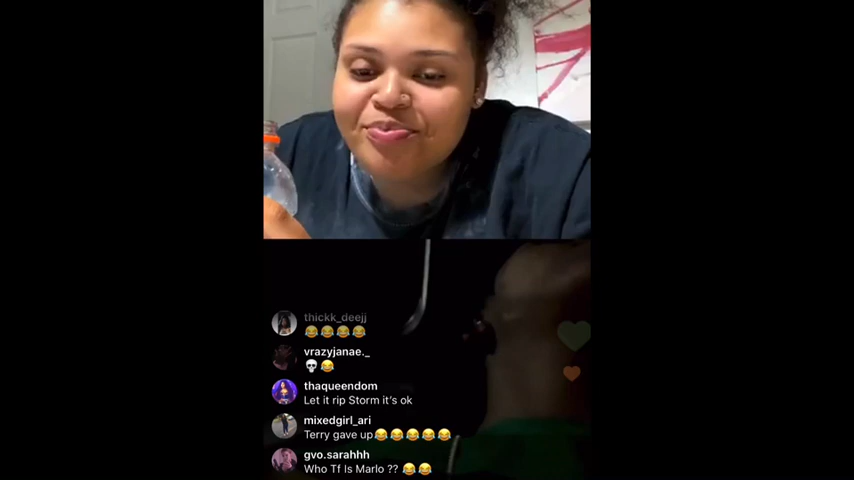 thickk_deejj
😂😂😂😂
vrazyjanae._
💀😂
thaqueendom
Let it rip Storm it's ok
mixedgirl_ari
Terry gave up😂😂😂😂😂
gvo.sarahhh
Who Tf Is Marlo ?? 😂😂